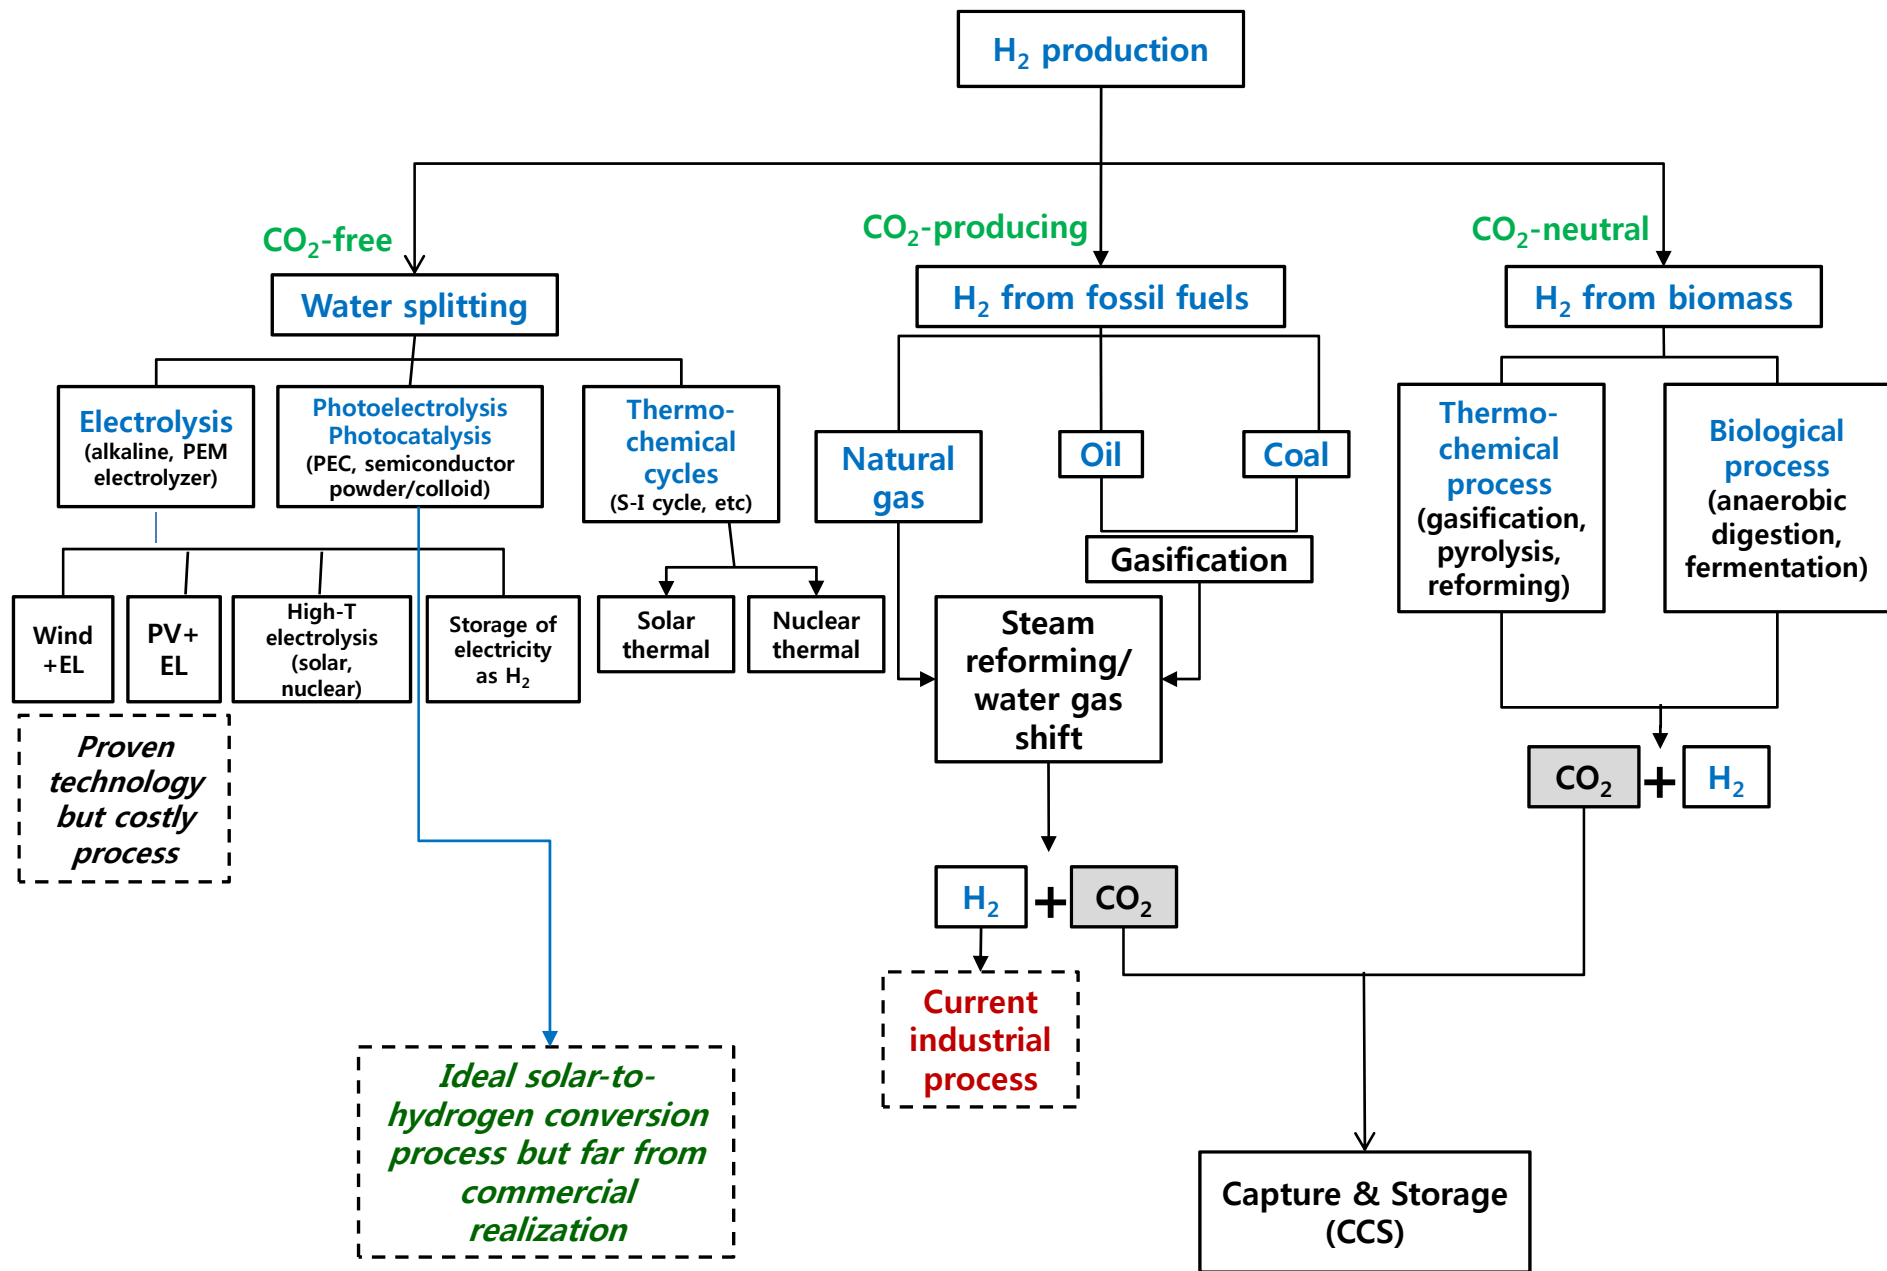 H₂ production
CO₂-free
CO₂-producing
CO₂-neutral
Water splitting
H₂ from fossil fuels
H₂ from biomass
Electrolysis
(alkaline, PEM
electrolyzer)
Photoelectrolysis
Photocatalysis
(PEC, semiconductor
powder/colloid)
Thermo-
chemical
cycles
(S-I cycle, etc)
Natural
gas
Oil
Coal
Thermo-
chemical
process
(gasification,
pyrolysis,
reforming)
Biological
process
(anaerobic
digestion,
fermentation)
Gasification
Wind
+EL
PV+
EL
High-T
electrolysis
(solar,
nuclear)
Storage of
electricity
as H₂
Solar
thermal
Nuclear
thermal
Steam
reforming/
water gas
shift
Proven
technology
but costly
process
CO₂ + H₂
H₂ + CO₂
Current
industrial
process
Ideal solar-to-
hydrogen conversion
process but far from
commercial
realization
Capture & Storage
(CCS)